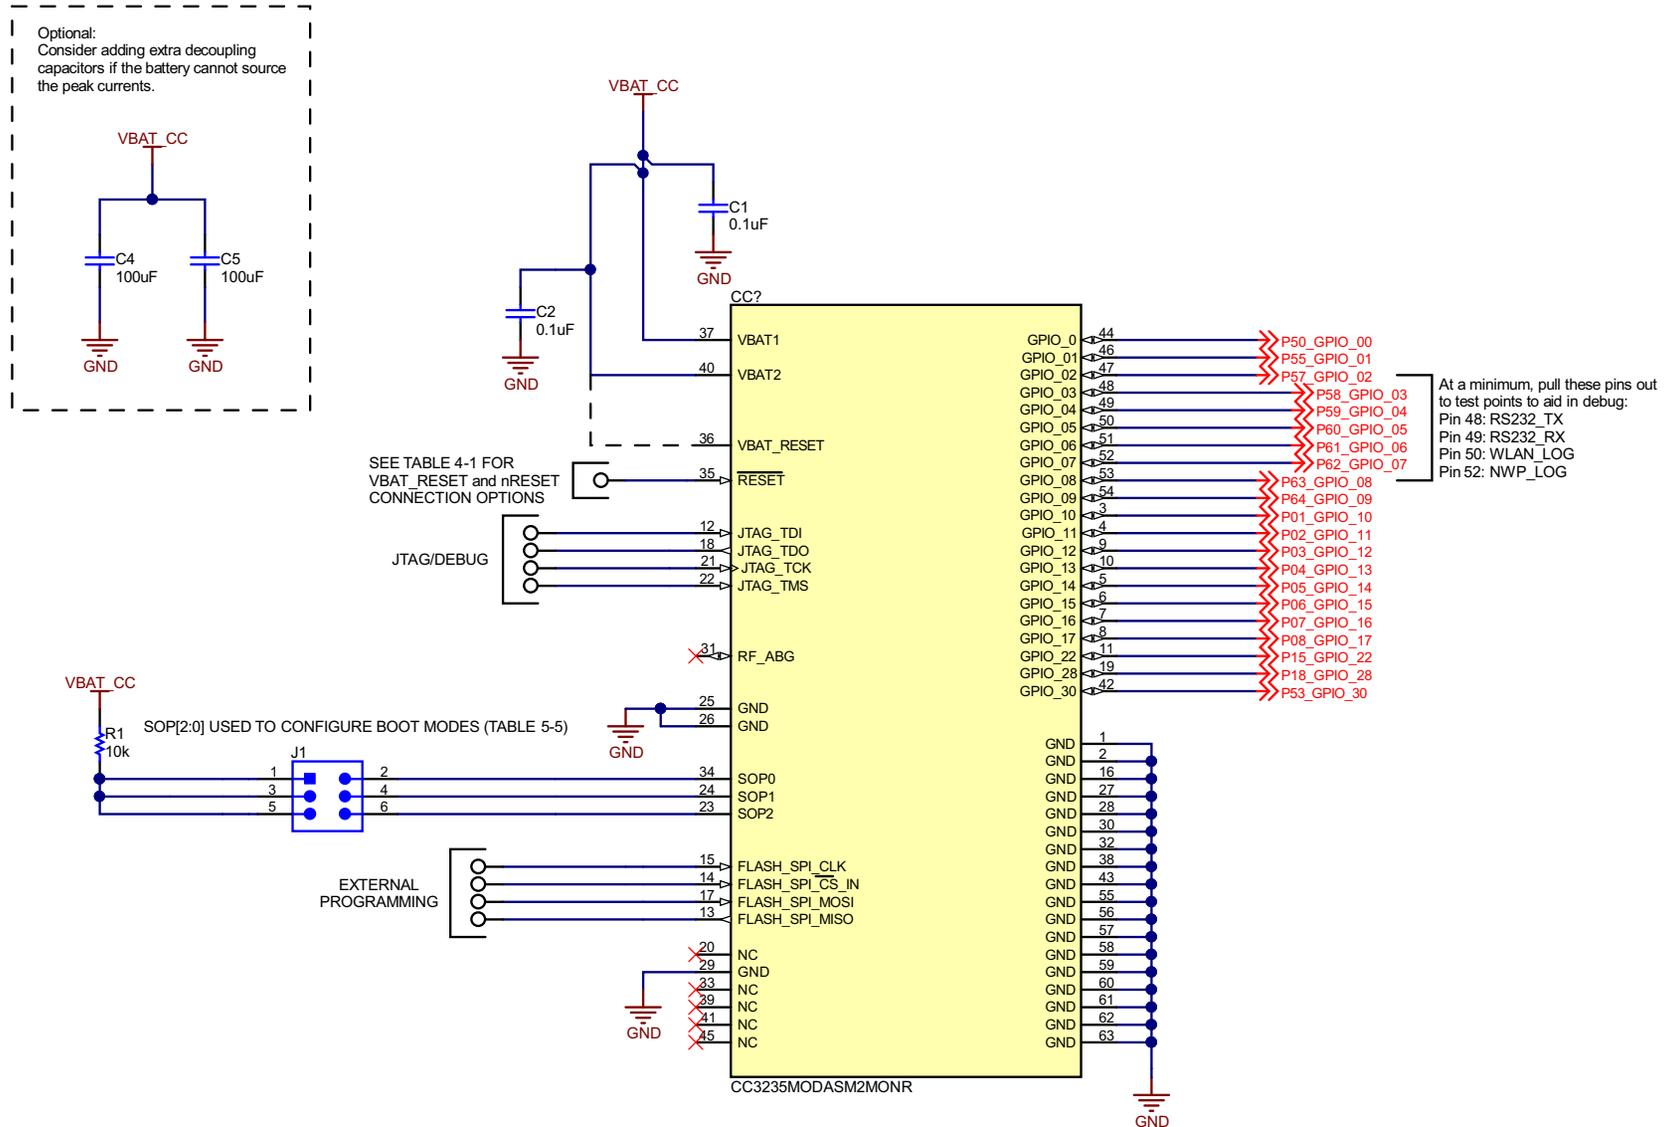 Optional:
Consider adding extra decoupling
capacitors if the battery cannot source
the peak currents.
VBAT_CC
C4
100uF
C5
100uF
GND
GND
VBAT_CC
C1
0.1uF
GND
C2
0.1uF
GND
CC?
37 VBAT1
40 VBAT2
36 VBAT_RESET
SEE TABLE 4-1 FOR
VBAT_RESET and nRESET
CONNECTION OPTIONS
35 RESET
JTAG/DEBUG
12 JTAG_TDI
18 JTAG_TDO
21 JTAG_TCK
22 JTAG_TMS
31 RF_ABG
25 GND
26 GND
GND
VBAT_CC
R1
10k
SOP[2:0] USED TO CONFIGURE BOOT MODES (TABLE 5-5)
J1
1 2 34 SOP0
3 4 24 SOP1
5 6 23 SOP2
EXTERNAL
PROGRAMMING
15 FLASH_SPI_CLK
14 FLASH_SPI_CS_IN
17 FLASH_SPI_MOSI
13 FLASH_SPI_MISO
20 NC
29 GND
33 NC
39 NC
41 NC
45 NC
GND
GPIO_0 44 P50_GPIO_00
GPIO_01 46 P55_GPIO_01
GPIO_02 47 P57_GPIO_02
GPIO_03 48 P58_GPIO_03
GPIO_04 49 P59_GPIO_04
GPIO_05 50 P60_GPIO_05
GPIO_06 51 P61_GPIO_06
GPIO_07 52 P62_GPIO_07
GPIO_08 53 P63_GPIO_08
GPIO_09 54 P64_GPIO_09
GPIO_10 3 P01_GPIO_10
GPIO_11 4 P02_GPIO_11
GPIO_12 9 P03_GPIO_12
GPIO_13 10 P04_GPIO_13
GPIO_14 5 P05_GPIO_14
GPIO_15 6 P06_GPIO_15
GPIO_16 7 P07_GPIO_16
GPIO_17 8 P08_GPIO_17
GPIO_22 11 P15_GPIO_22
GPIO_28 19 P18_GPIO_28
GPIO_30 42 P53_GPIO_30
At a minimum, pull these pins out
to test points to aid in debug:
Pin 48: RS232_TX
Pin 49: RS232_RX
Pin 50: WLAN_LOG
Pin 52: NWP_LOG
GND 1
GND 2
GND 16
GND 27
GND 28
GND 30
GND 32
GND 38
GND 43
GND 55
GND 56
GND 57
GND 58
GND 59
GND 60
GND 61
GND 62
GND 63
CC3235MODASM2MONR
GND